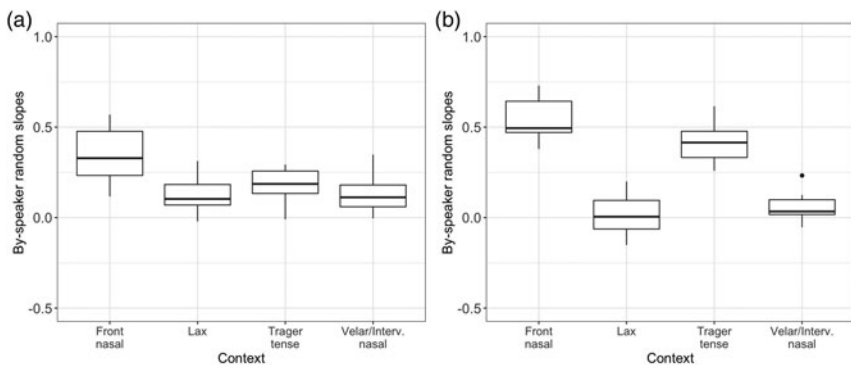 (a)
By-speaker random slopes
1.0
0.5
0.0
-0.5
Front
nasal
Lax
Trager
tense
Velar/Interv.
nasal
Context
(b)
By-speaker random slopes
1.0
0.5
0.0
-0.5
Front
nasal
Lax
Trager
tense
Velar/Interv.
nasal
Context